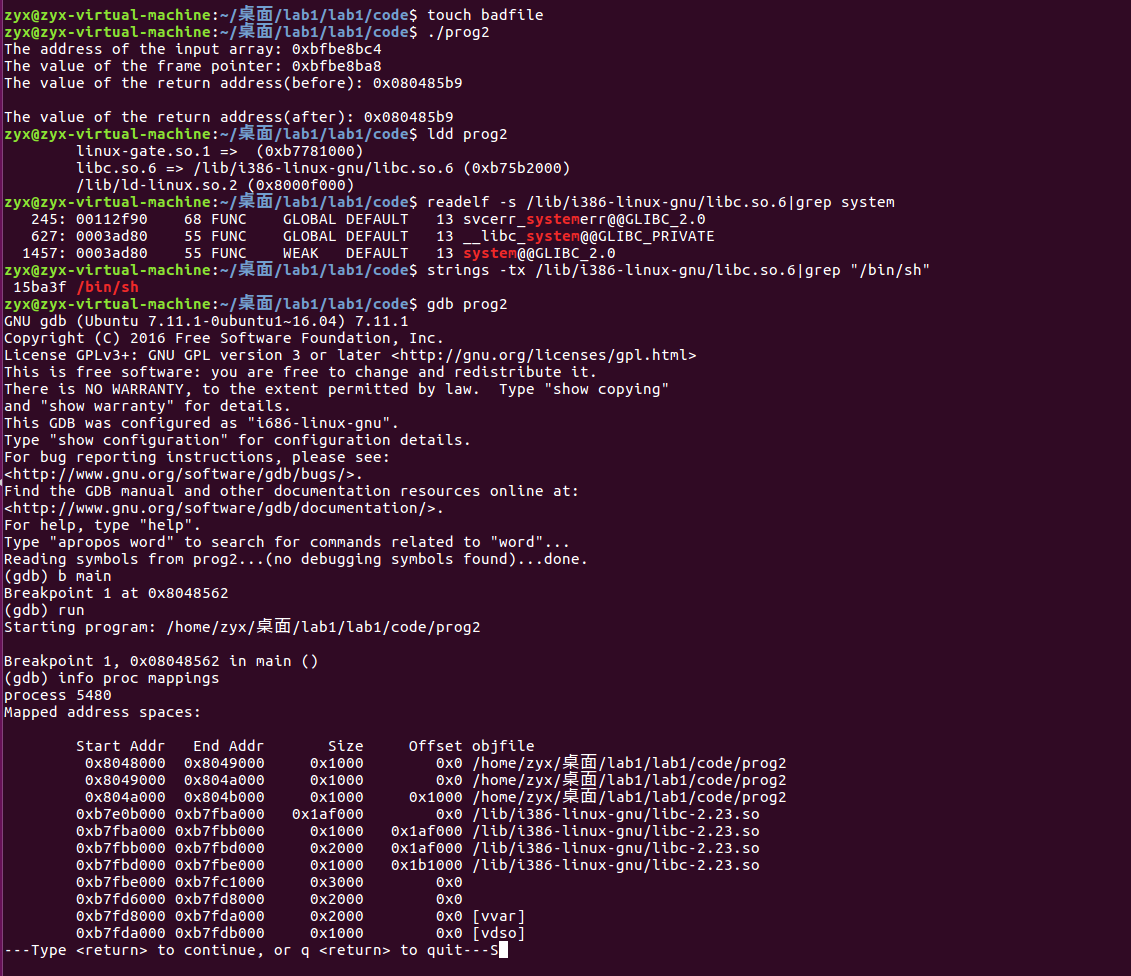 zyx@zyx-virtual-machine:~/桌面/lab1/lab1/code$ touch badfile
zyx@zyx-virtual-machine:~/桌面/lab1/lab1/code$ ./prog2
The address of the input array: 0xbfbe8bc4
The value of the frame pointer: 0xbfbe8ba8
The value of the return address(before): 0x080485b9
The value of the return address(after): 0x080485b9
zyx@zyx-virtual-machine:~/桌面/lab1/lab1/code$ ldd prog2
        linux-gate.so.1 =>  (0xb7781000)
        libc.so.6 => /lib/i386-linux-gnu/libc.so.6 (0xb75b2000)
        /lib/ld-linux.so.2 (0x8000f000)
zyx@zyx-virtual-machine:~/桌面/lab1/lab1/code$ readelf -s /lib/i386-linux-gnu/libc.so.6|grep system
   245: 00112f90    68 FUNC    GLOBAL DEFAULT   13 svcerr_systemerr@@GLIBC_2.0
   627: 0003ad80    55 FUNC    GLOBAL DEFAULT   13 __libc_system@@GLIBC_PRIVATE
  1457: 0003ad80    55 FUNC    WEAK   DEFAULT   13 system@@GLIBC_2.0
zyx@zyx-virtual-machine:~/桌面/lab1/lab1/code$ strings -tx /lib/i386-linux-gnu/libc.so.6|grep "/bin/sh"
 15ba3f /bin/sh
zyx@zyx-virtual-machine:~/桌面/lab1/lab1/code$ gdb prog2
GNU gdb (Ubuntu 7.11.1-0ubuntu1~16.04) 7.11.1
Copyright (C) 2016 Free Software Foundation, Inc.
License GPLv3+: GNU GPL version 3 or later <http://gnu.org/licenses/gpl.html>
This is free software: you are free to change and redistribute it.
There is NO WARRANTY, to the extent permitted by law.  Type "show copying"
and "show warranty" for details.
This GDB was configured as "i686-linux-gnu".
Type "show configuration" for configuration details.
For bug reporting instructions, please see:
<http://www.gnu.org/software/gdb/bugs/>.
Find the GDB manual and other documentation resources online at:
<http://www.gnu.org/software/gdb/documentation/>.
For help, type "help".
Type "apropos word" to search for commands related to "word"...
Reading symbols from prog2...(no debugging symbols found)...done.
(gdb) b main
Breakpoint 1 at 0x8048562
(gdb) run
Starting program: /home/zyx/桌面/lab1/lab1/code/prog2
Breakpoint 1, 0x08048562 in main ()
(gdb) info proc mappings
process 5480
Mapped address spaces:
        Start Addr   End Addr       Size     Offset objfile
         0x8048000  0x8049000     0x1000        0x0 /home/zyx/桌面/lab1/lab1/code/prog2
         0x8049000  0x804a000     0x1000        0x0 /home/zyx/桌面/lab1/lab1/code/prog2
         0x804a000  0x804b000     0x1000     0x1000 /home/zyx/桌面/lab1/lab1/code/prog2
        0xb7e0b000 0xb7fba000   0x1af000        0x0 /lib/i386-linux-gnu/libc-2.23.so
        0xb7fba000 0xb7fbb000     0x1000   0x1af000 /lib/i386-linux-gnu/libc-2.23.so
        0xb7fbb000 0xb7fbd000     0x2000   0x1af000 /lib/i386-linux-gnu/libc-2.23.so
        0xb7fbd000 0xb7fbe000     0x1000   0x1b1000 /lib/i386-linux-gnu/libc-2.23.so
        0xb7fbe000 0xb7fc1000     0x3000        0x0
        0xb7fd6000 0xb7fd8000     0x2000        0x0
        0xb7fd8000 0xb7fda000     0x2000        0x0 [vvar]
        0xb7fda000 0xb7fdb000     0x1000        0x0 [vdso]
---Type <return> to continue, or q <return> to quit---S